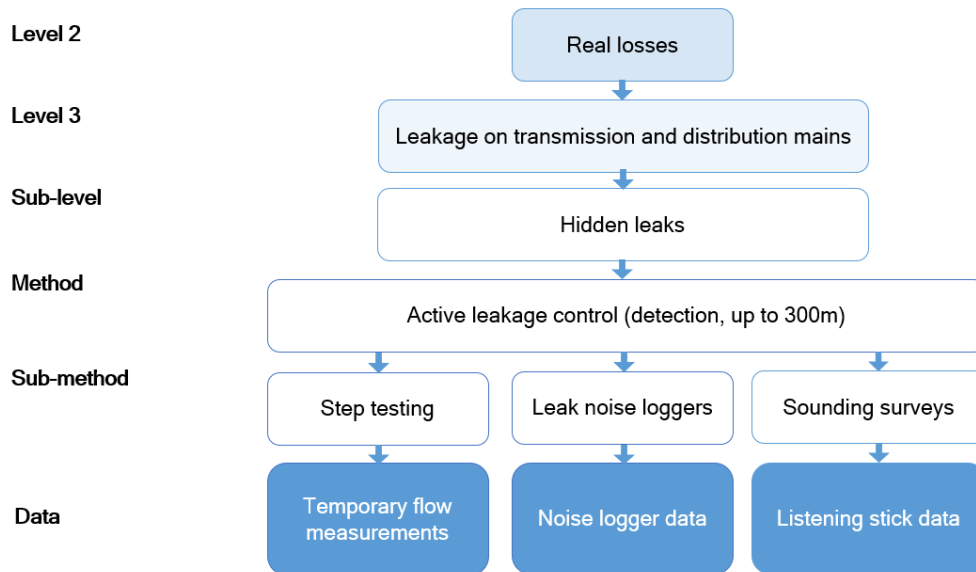 Level 2
Real losses
Level 3
Leakage on transmission and distribution mains
Sub-level
Hidden leaks
Method
Active leakage control (detection, up to 300m)
Sub-method
Step testing
Leak noise loggers
Sounding surveys
Data
Temporary flow
measurements
Noise logger data
Listening stick data